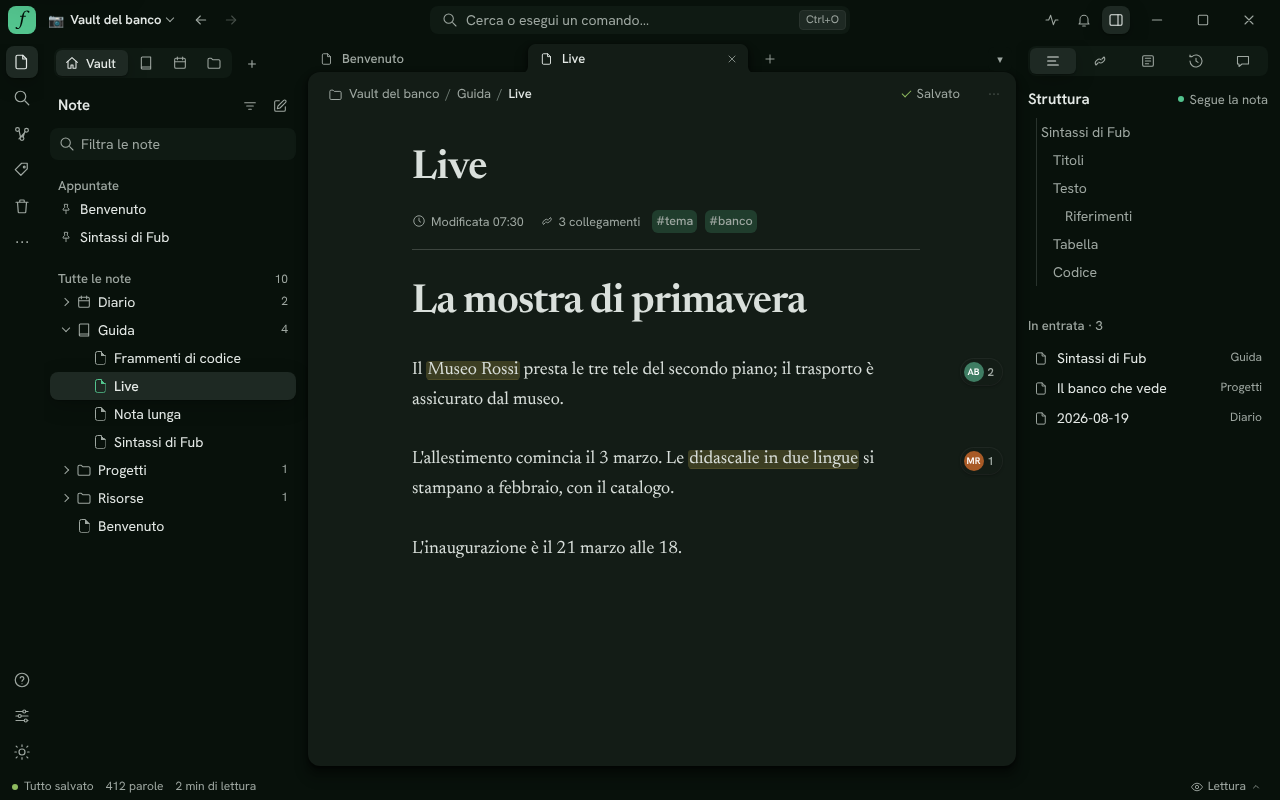 f
Vault del banco
Cerca o esegui un comando...
Ctrl+O
Vault
Note
Filtra le note
Appuntate
Benvenuto
Sintassi di Fub
Tutte le note 10
Diario 2
Guida 4
Frammenti di codice
Live
Nota lunga
Sintassi di Fub
Progetti 1
Risorse 1
Benvenuto
Tutto salvato 412 parole 2 min di lettura
Benvenuto
Live
Vault del banco / Guida / Live
Salvato
Live
Modificata 07:30 3 collegamenti #tema #banco
La mostra di primavera
Il Museo Rossi presta le tre tele del secondo piano; il trasporto è
assicurato dal museo.
AB 2
L'allestimento comincia il 3 marzo. Le didascalie in due lingue si
stampano a febbraio, con il catalogo.
MR 1
L'inaugurazione è il 21 marzo alle 18.
Struttura
Segue la nota
Sintassi di Fub
Titoli
Testo
Riferimenti
Tabella
Codice
In entrata · 3
Sintassi di Fub Guida
Il banco che vede Progetti
2026-08-19 Diario
Lettura